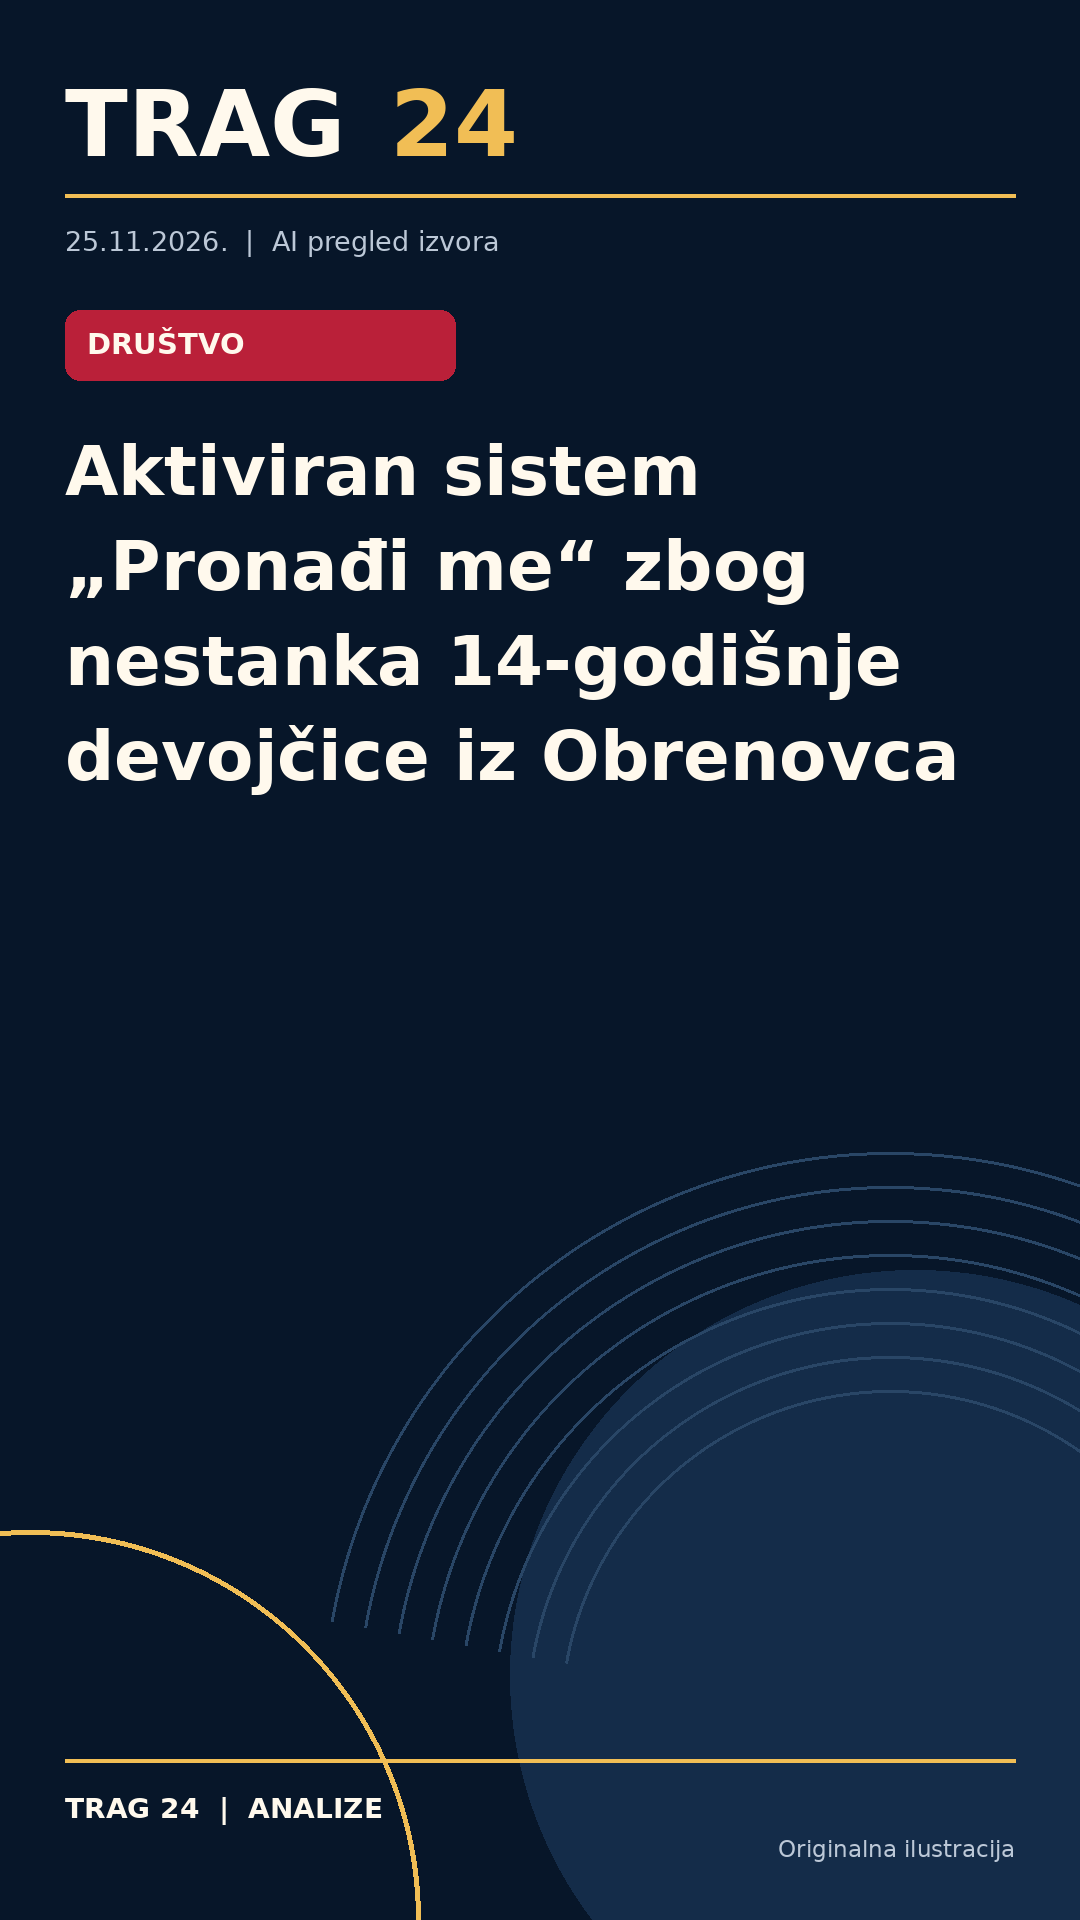 TRAG 24
25.11.2026. | AI pregled izvora
DRUŠTVO
Aktiviran sistem
„Pronađi me“ zbog
nestanka 14-godišnje
devojčice iz Obrenovca
TRAG 24 | ANALIZE
Originalna ilustracija